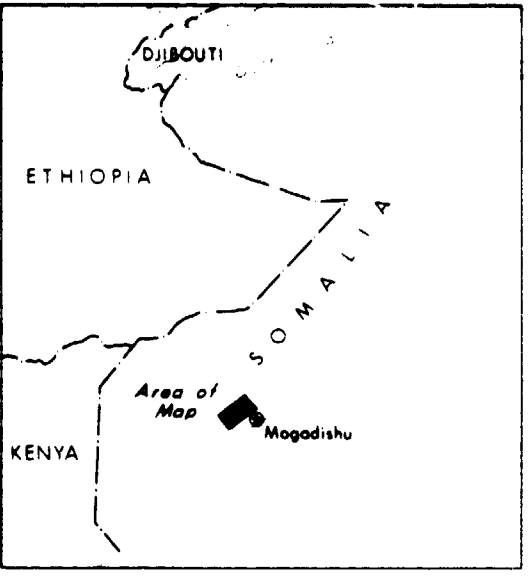 DJIBOUTI
ETHIOPIA
SOMALIA
Area of
Map
Mogadishu
KENYA